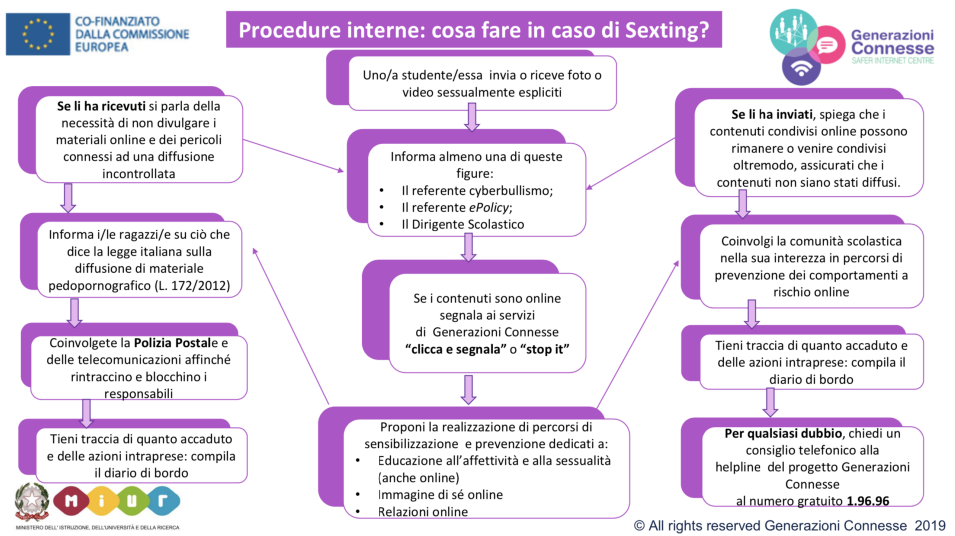 CO-FINANZIATO
DALLA COMMISSIONE
EUROPEA
Procedure interne: cosa fare in caso di Sexting?
Generazioni
Connesse
SAFER INTERNET CENTRE
Uno/a studente/essa invia o riceve foto o
video sessualmente espliciti
Se li ha ricevuti si parla della
necessità di non divulgare i
materiali online e dei pericoli
connessi ad una diffusione
incontrollata
Informa i/le ragazzi/e su ciò che
dice la legge italiana sulla
diffusione di materiale
pedopornografico (L. 172/2012)
Coinvolgete la Polizia Postale e
delle telecomunicazioni affinché
rintraccino e blocchino i
responsabili
Tieni traccia di quanto accaduto
e delle azioni intraprese: compila
il diario di bordo
Informa almeno una di queste
figure:
• Il referente cyberbullismo;
• Il referente ePolicy;
• Il Dirigente Scolastico
Se i contenuti sono online
segnala ai servizi
di Generazioni Connesse
“clicca e segnala” o “stop it”
Proponi la realizzazione di percorsi di
sensibilizzazione e prevenzione dedicati a:
• Educazione all’affettività e alla sessualità
(anche online)
• Immagine di sé online
• Relazioni online
Se li ha inviati, spiega che i
contenuti condivisi online possono
rimanere o venire condivisi
oltremodo, assicurati che i
contenuti non siano stati diffusi.
Coinvolgi la comunità scolastica
nella sua interezza in percorsi di
prevenzione dei comportamenti a
rischio online
Tieni traccia di quanto accaduto e
delle azioni intraprese: compila il
diario di bordo
Per qualsiasi dubbio, chiedi un
consiglio telefonico alla
helpline del progetto Generazioni
Connesse
al numero gratuito 1.96.96
MIUR
MINISTERO DELL’ ISTRUZIONE, DELL’UNIVERSITÀ E DELLA RICERCA
© All rights reserved Generazioni Connesse 2019